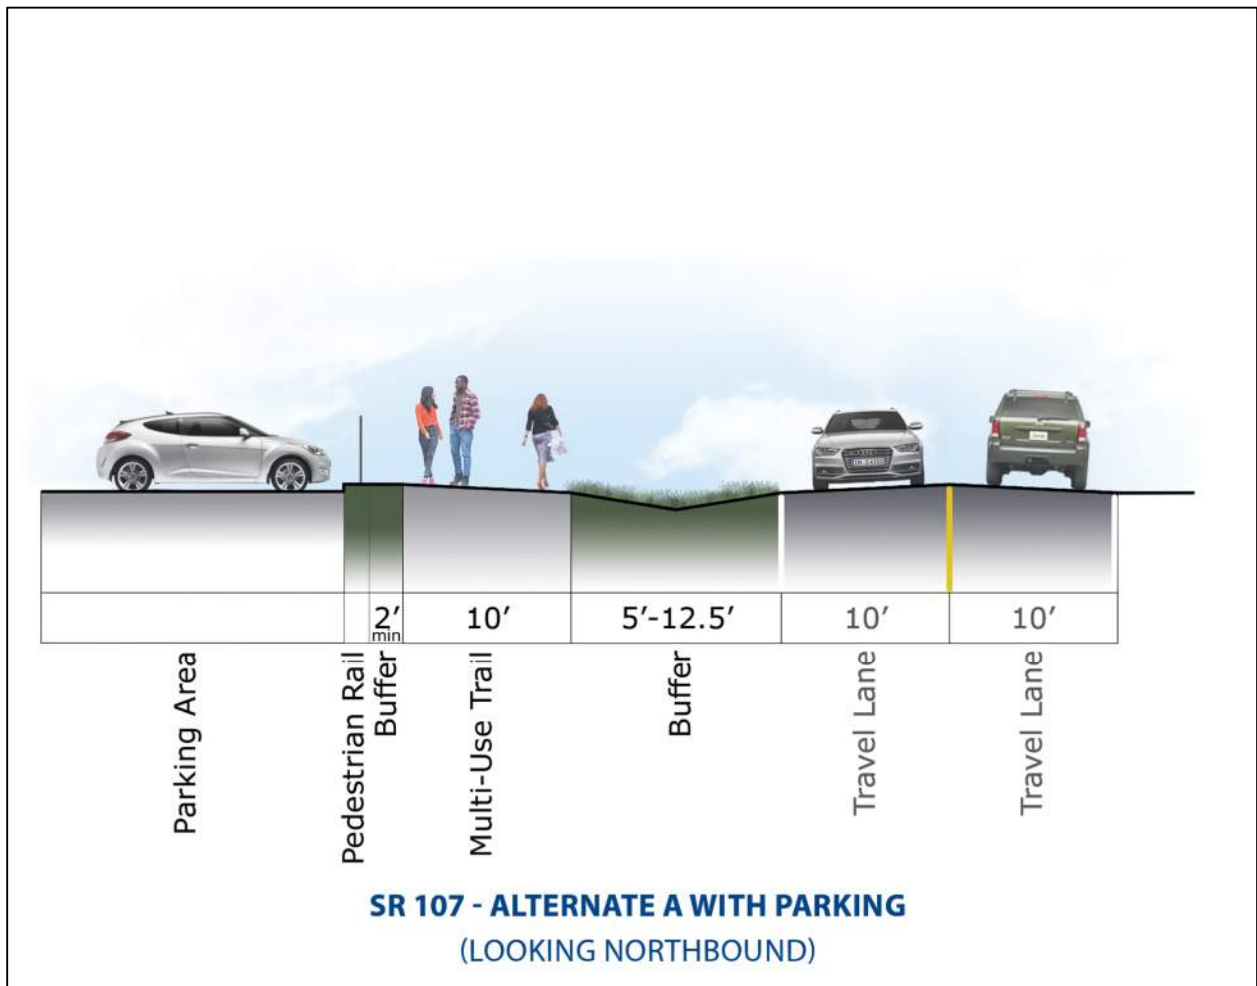 2'
min
10'
5'-12.5'
10'
10'
Parking Area
Pedestrian Rail
Buffer
Multi-Use Trail
Buffer
Travel Lane
Travel Lane
SR 107 - ALTERNATE A WITH PARKING
(LOOKING NORTHBOUND)